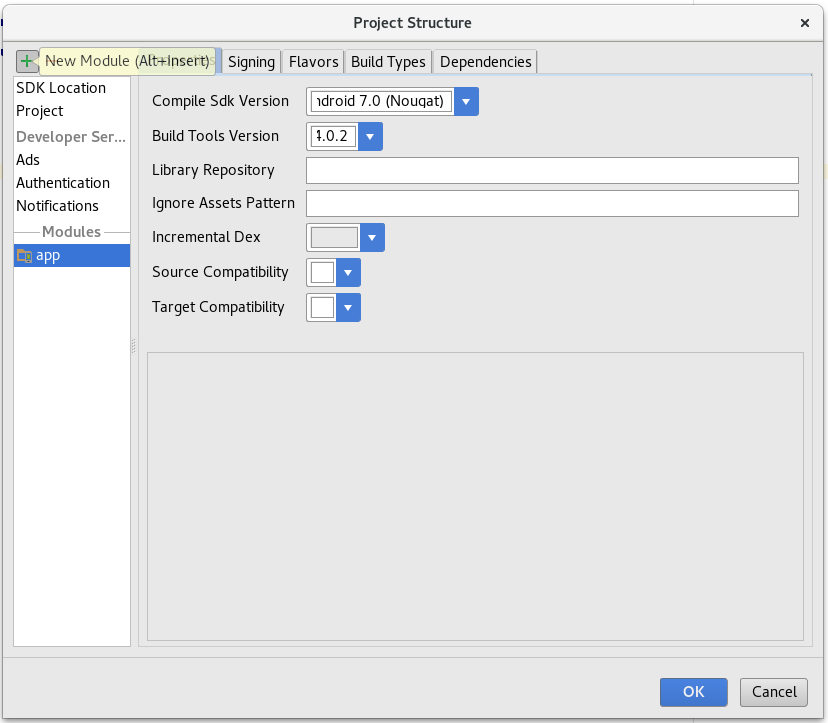 Project Structure
New Module (Alt+Insert)
Signing
Flavors
Build Types
Dependencies
SDK Location
Project
Developer Ser...
Ads
Authentication
Notifications
Modules
app
Compile Sdk Version
ndroid 7.0 (Nougat)
Build Tools Version
4.0.2
Library Repository
Ignore Assets Pattern
Incremental Dex
Source Compatibility
Target Compatibility
OK
Cancel